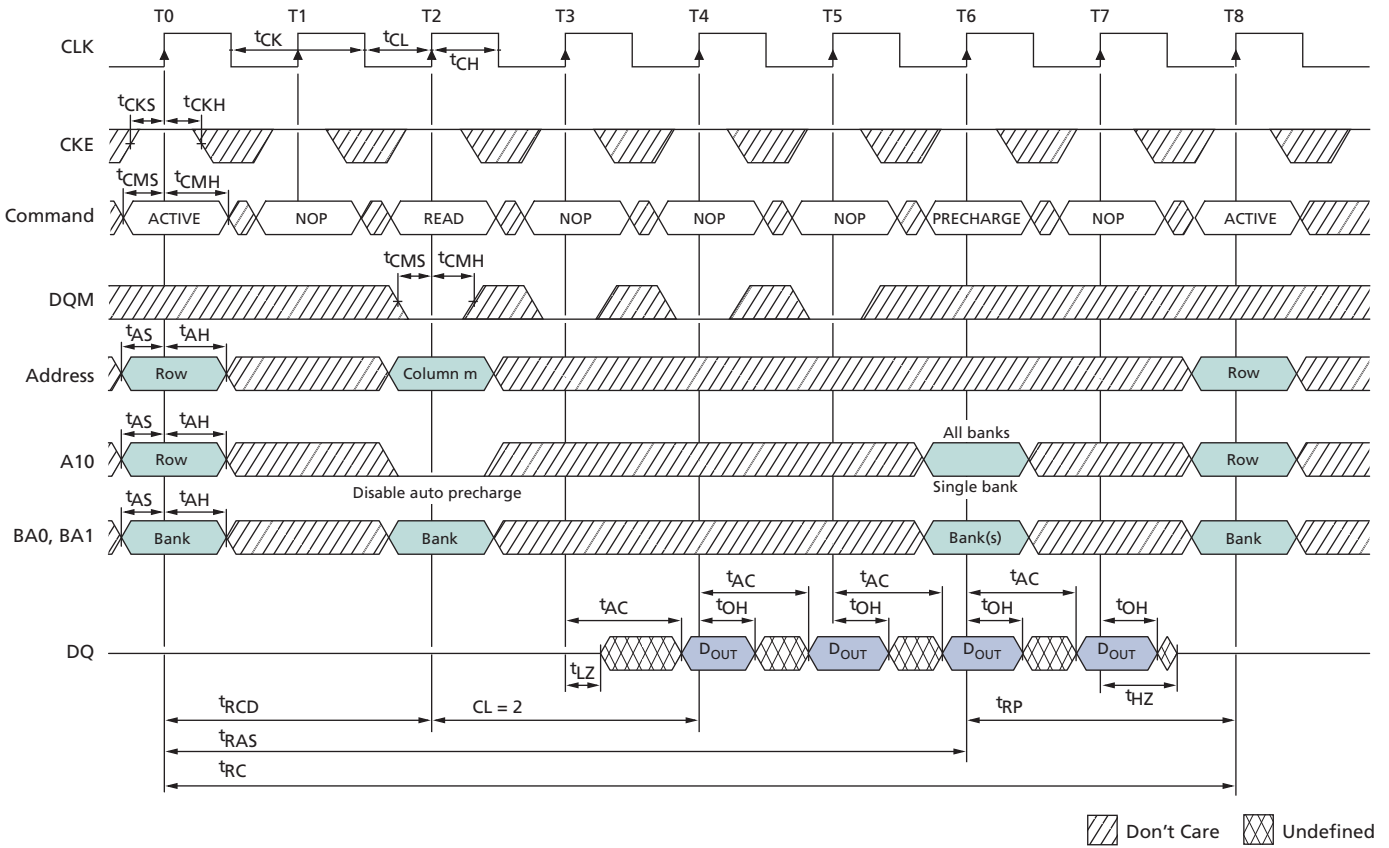 T0 T1 T2 T3 T4 T5 T6 T7 T8
CLK
tCK tCL
tCH
tCKS tCKH
CKE
tCMS tCMH
Command ACTIVE NOP READ NOP NOP NOP PRECHARGE NOP ACTIVE
tCMS tCMH
DQM
tAS tAH
Address Row Column m Row
tAS tAH
All banks
A10 Row Row
Disable auto precharge Single bank
tAS tAH
BA0, BA1 Bank Bank Bank(s) Bank
tAC tAC tAC
tAC tOH tOH tOH tOH
DQ DOUT DOUT DOUT DOUT
tLZ tHZ
tRCD CL = 2 tRP
tRAS
tRC
Don't Care Undefined